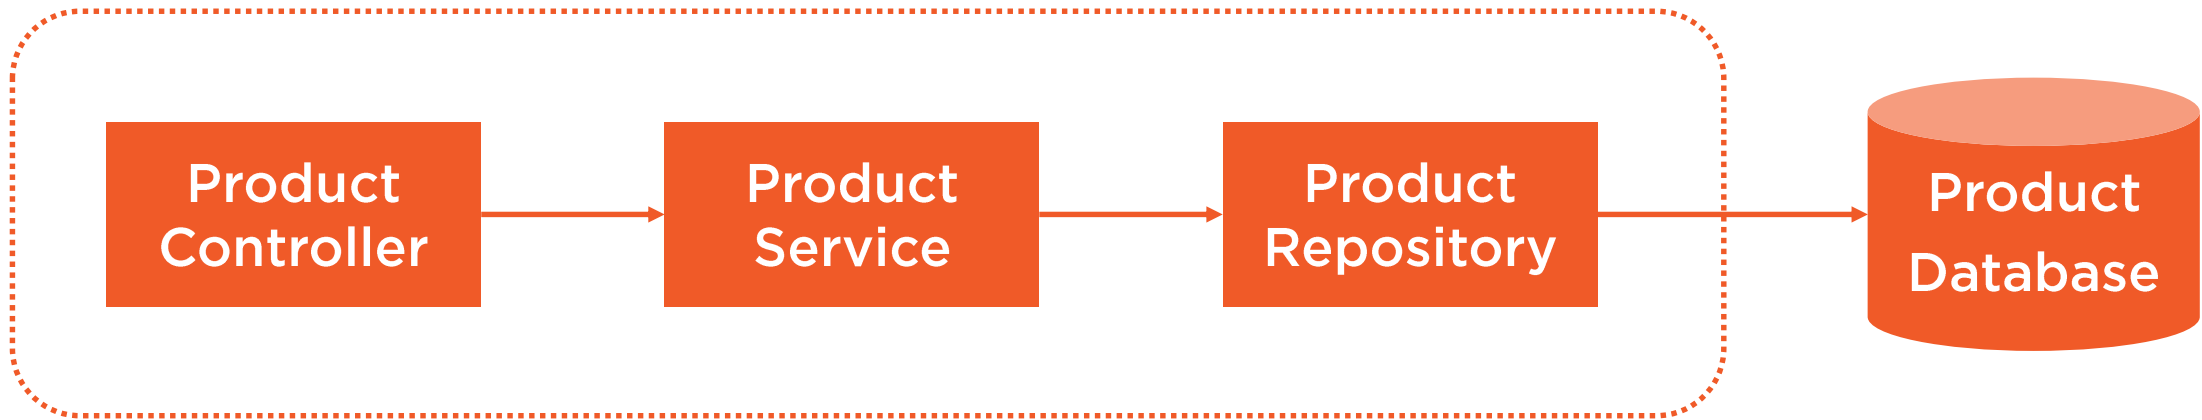 Product
Controller
Product
Service
Product
Repository
Product
Database